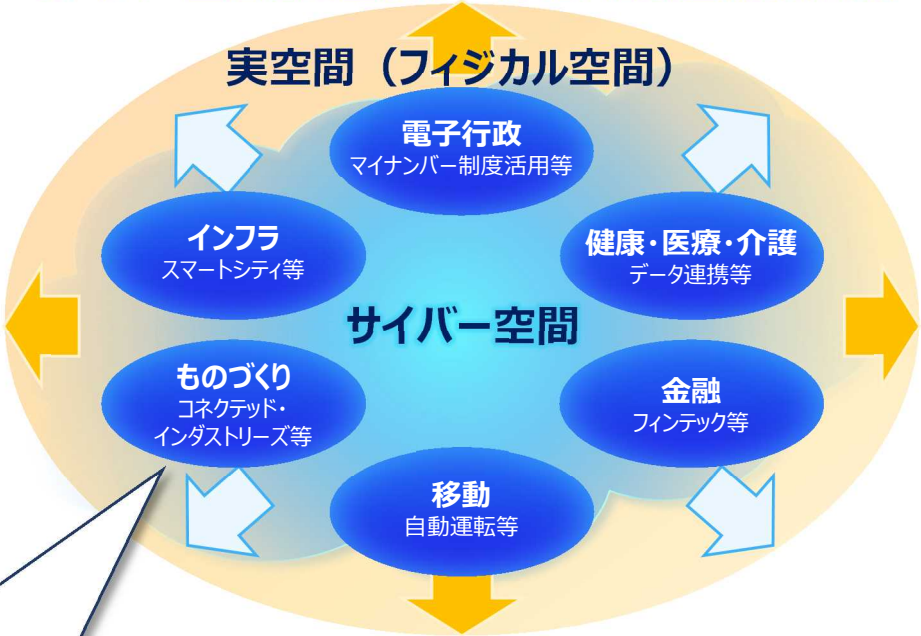 実空間（フィジカル空間）
電子行政
マイナンバー制度活用等
インフラ
スマートシティ等
健康・医療・介護
データ連携等
サイバー空間
ものづくり
コネクテッド・
インダストリーズ等
金融
フィンテック等
移動
自動運転等